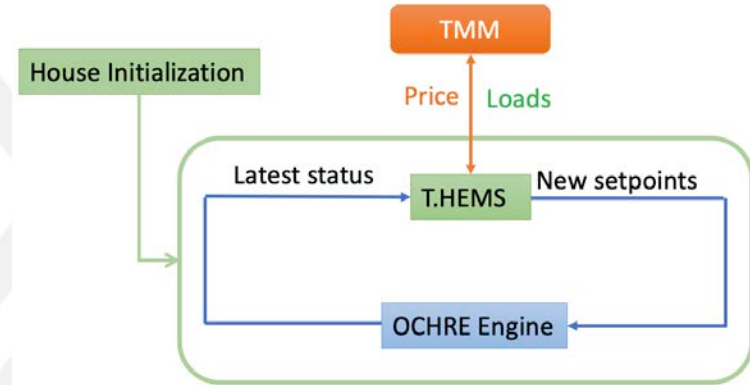 TMM
House Initialization
Price Loads
Latest status
T.HEMS
New setpoints
OCHRE Engine